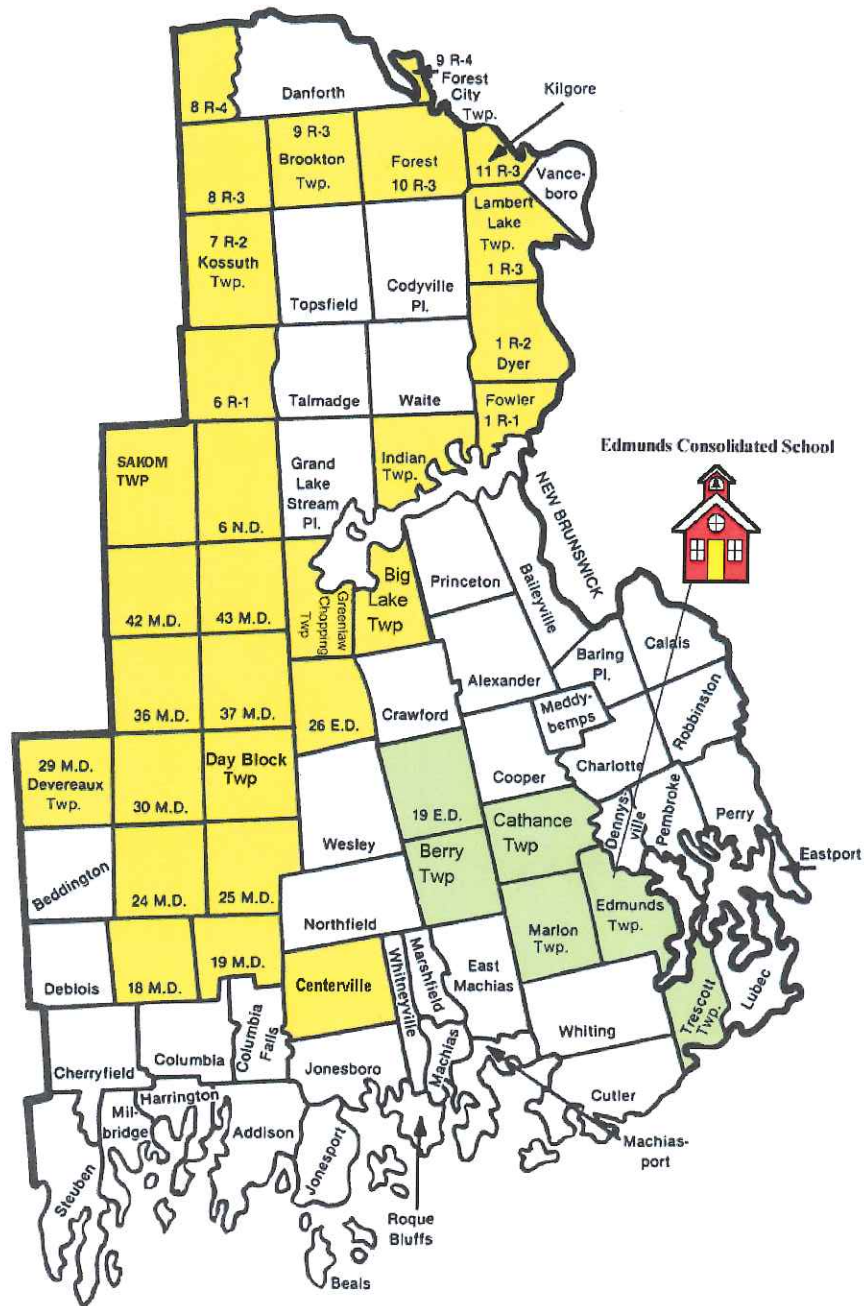 9 R-4
Forest
City
Twp.
Kilgore
Danforth
8 R-4
9 R-3
Brookton
Twp.
Forest
10 R-3
11 R-3
Vance-
boro
8 R-3
Lambert
Lake
Twp.
1 R-3
7 R-2
Kossuth
Twp.
Topsfield
Codyville
Pl.
1 R-2
Dyer
6 R-1
Talmadge
Waite
Fowler
1 R-1
Edmunds Consolidated School
SAKOM
TWP
6 N.D.
Grand
Lake
Stream
Pl.
Indian
Twp.
NEW BRUNSWICK
42 M.D.
43 M.D.
Greenlaw
Chopping
Twp
Big
Lake
Twp
Princeton
Baileyville
36 M.D.
37 M.D.
26 E.D.
Crawford
Alexander
Baring
Pl.
Calais
Meddy-
bemps
Robbinston
29 M.D.
Devereaux
Twp.
30 M.D.
Day Block
Twp
Wesley
19 E.D.
Cooper
Charlotte
Cathance
Twp
Dennys-
ville
Pembroke
Perry
Eastport
Beddington
24 M.D.
25 M.D.
Berry
Twp
Northfield
Marion
Twp.
Edmunds
Twp.
Deblois
18 M.D.
19 M.D.
Centerville
Whitneyville
Marshfield
East
Machias
Trescott
Twp.
Lubec
Whiting
Cherryfield
Columbia
Columbia
Falls
Jonesboro
Machias
Cutler
Machias-
port
Steuben
Mil-
bridge
Harrington
Addison
Jonesport
Roque
Bluffs
Beals